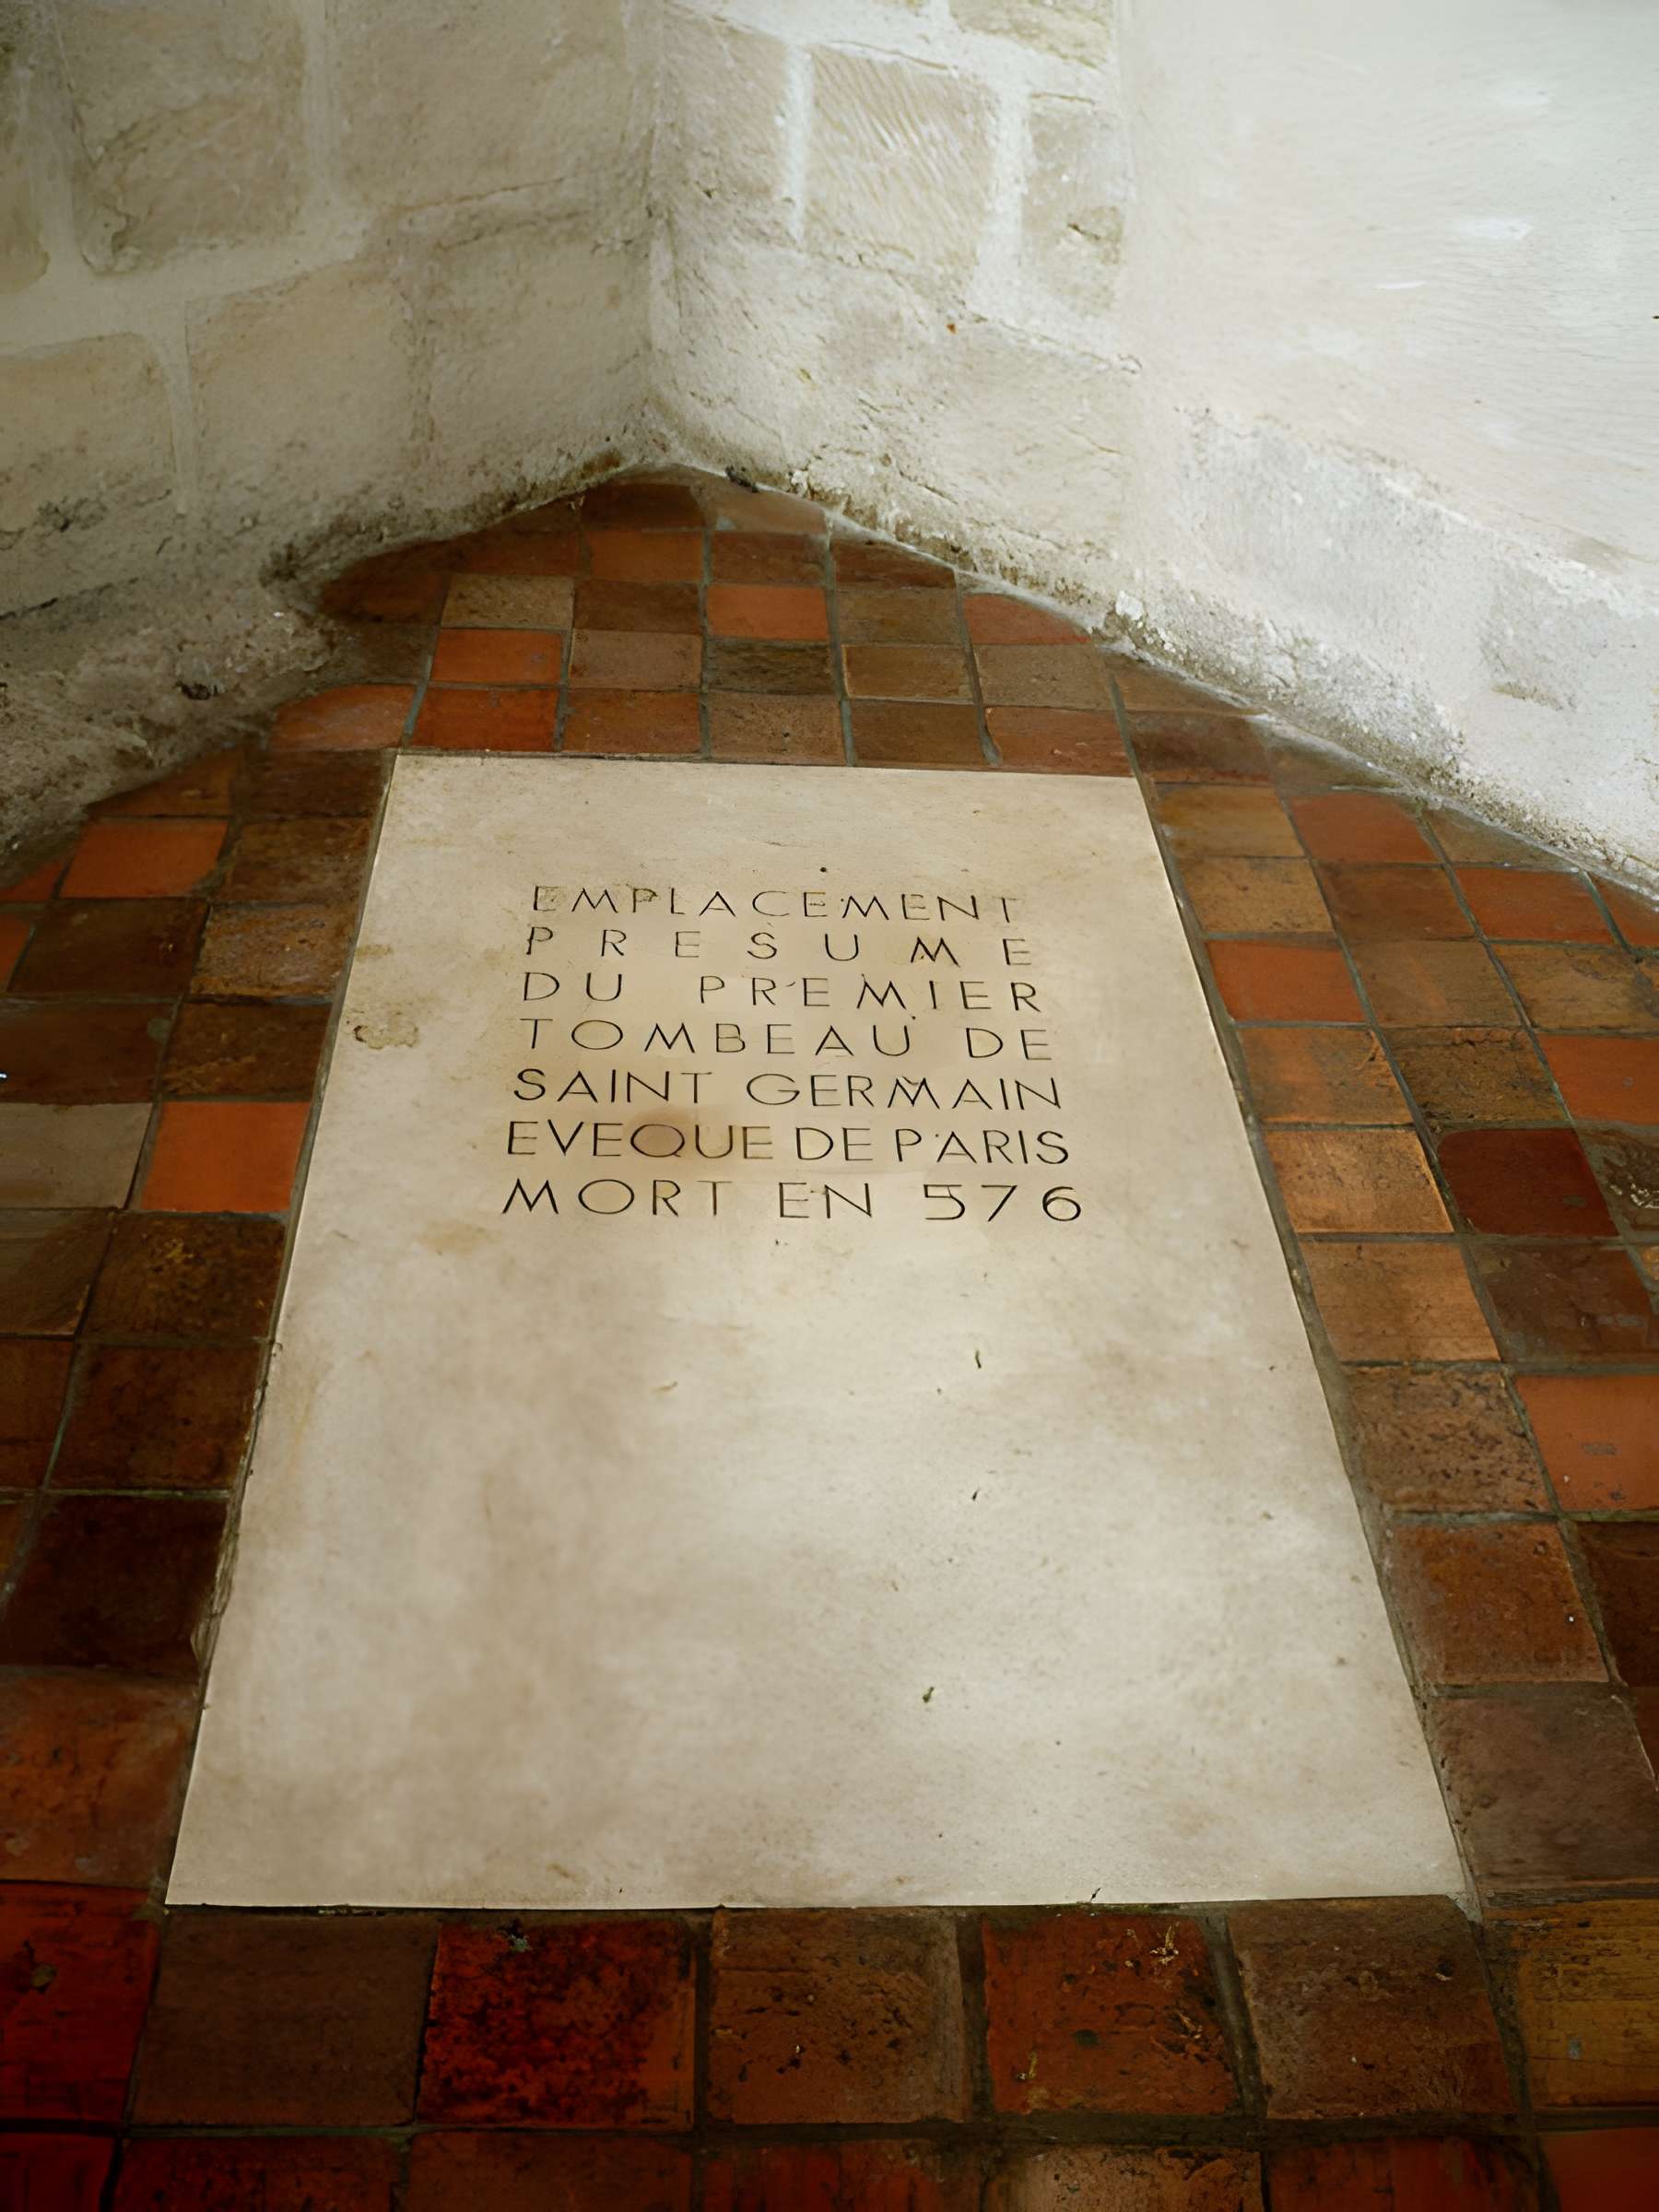 EMPLACEMENT
PRESUME
DU PREMIER
TOMBEAU DE
SAINT GERMAIN
EVEQUE DE PARIS
MORT EN 576